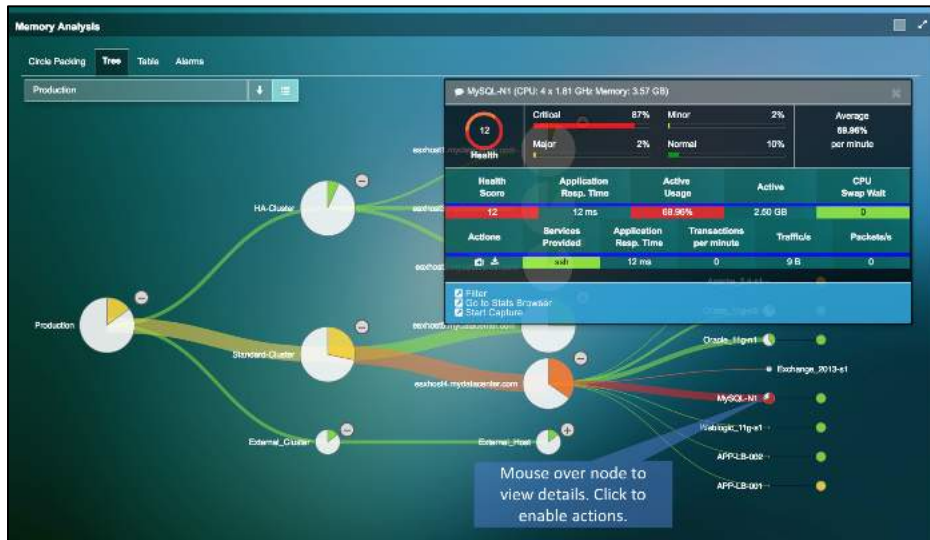 Memory Analysis
Circle Packing Tree Table Alarms
Production
MySQL-N1 (CPU: 4 x 1.81 GHz Memory: 3.57 GB)
12
Health
Critical 87% Minor 2%
Major 2% Normal 10%
Average
69.96%
per minute
Health Score Application Resp. Time Active Usage Active CPU Swap Wait
12 12 ms 69.96% 2.50 GB 0
Actions Services Provided Application Resp. Time Transactions per minute Traffic/s Packets/s
ssh 12 ms 0 9 B 0
Filter
Go to Stats Browser
Start Capture
HA-Cluster
Production
Standard-Cluster
esxhost4.mydatacenter.com
External_Cluster
External_Host
Oracle_11g-n1
Exchange_2013-s1
MySQL-N1
Weblogic_11g-s1
APP-LB-002
APP-LB-001
Mouse over node to
view details. Click to
enable actions.